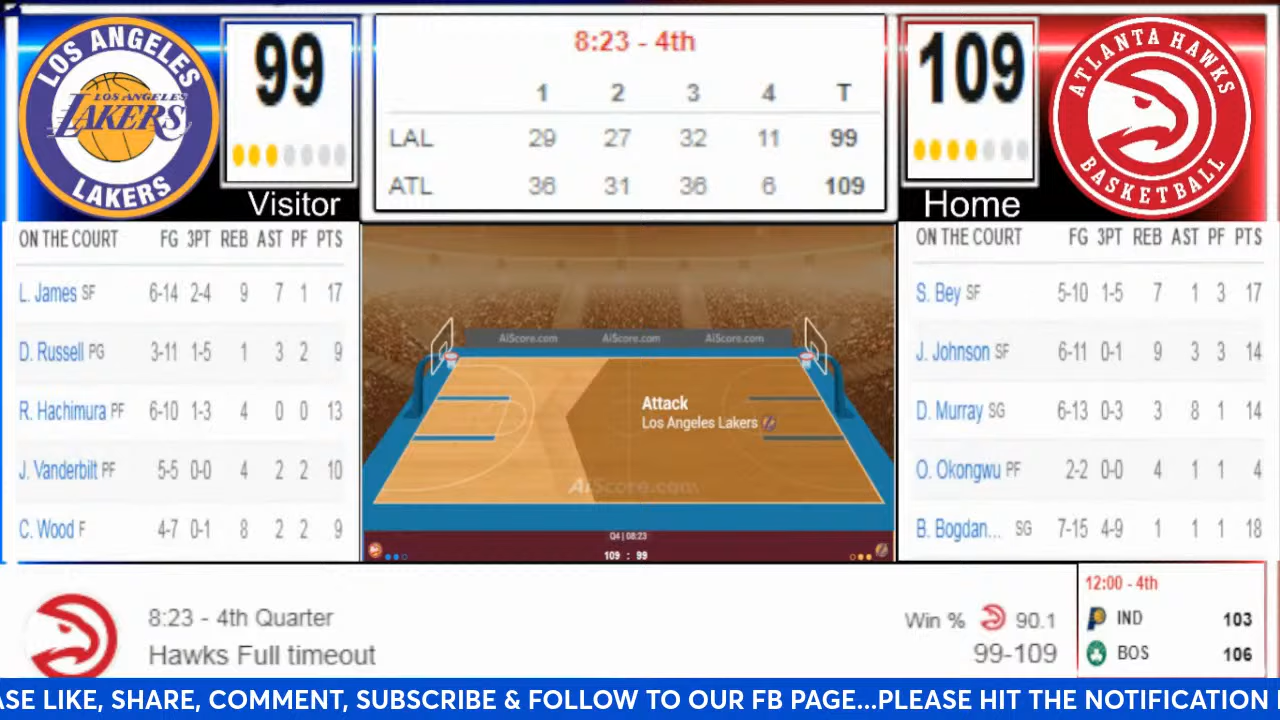 LOS ANGELES
LOS ANGELES
LAKERS
LAKERS
99
Visitor
8:23 - 4th
1 2 3 4 T
LAL 29 27 32 11 99
ATL 36 31 36 6 109
109
Home
ATLANTA HAWKS
BASKETBALL
ON THE COURT FG 3PT REB AST PF PTS
L. James SF 6-14 2-4 9 7 1 17
D. Russell PG 3-11 1-5 1 3 2 9
R. Hachimura PF 6-10 1-3 4 0 0 13
J. Vanderbilt PF 5-5 0-0 4 2 2 10
C. Wood F 4-7 0-1 8 2 2 9
AiScore.com AiScore.com AiScore.com
Attack
Los Angeles Lakers
AiScore.com
Q4 | 08:23
109 : 99
ON THE COURT FG 3PT REB AST PF PTS
S. Bey SF 5-10 1-5 7 1 3 17
J. Johnson SF 6-11 0-1 9 3 3 14
D. Murray SG 6-13 0-3 3 8 1 14
O. Okongwu PF 2-2 0-0 4 1 1 4
B. Bogdan... SG 7-15 4-9 1 1 1 18
8:23 - 4th Quarter
Hawks Full timeout
Win % 90.1
99-109
12:00 - 4th
IND 103
BOS 106
ASE LIKE, SHARE, COMMENT, SUBSCRIBE & FOLLOW TO OUR FB PAGE...PLEASE HIT THE NOTIFICATION